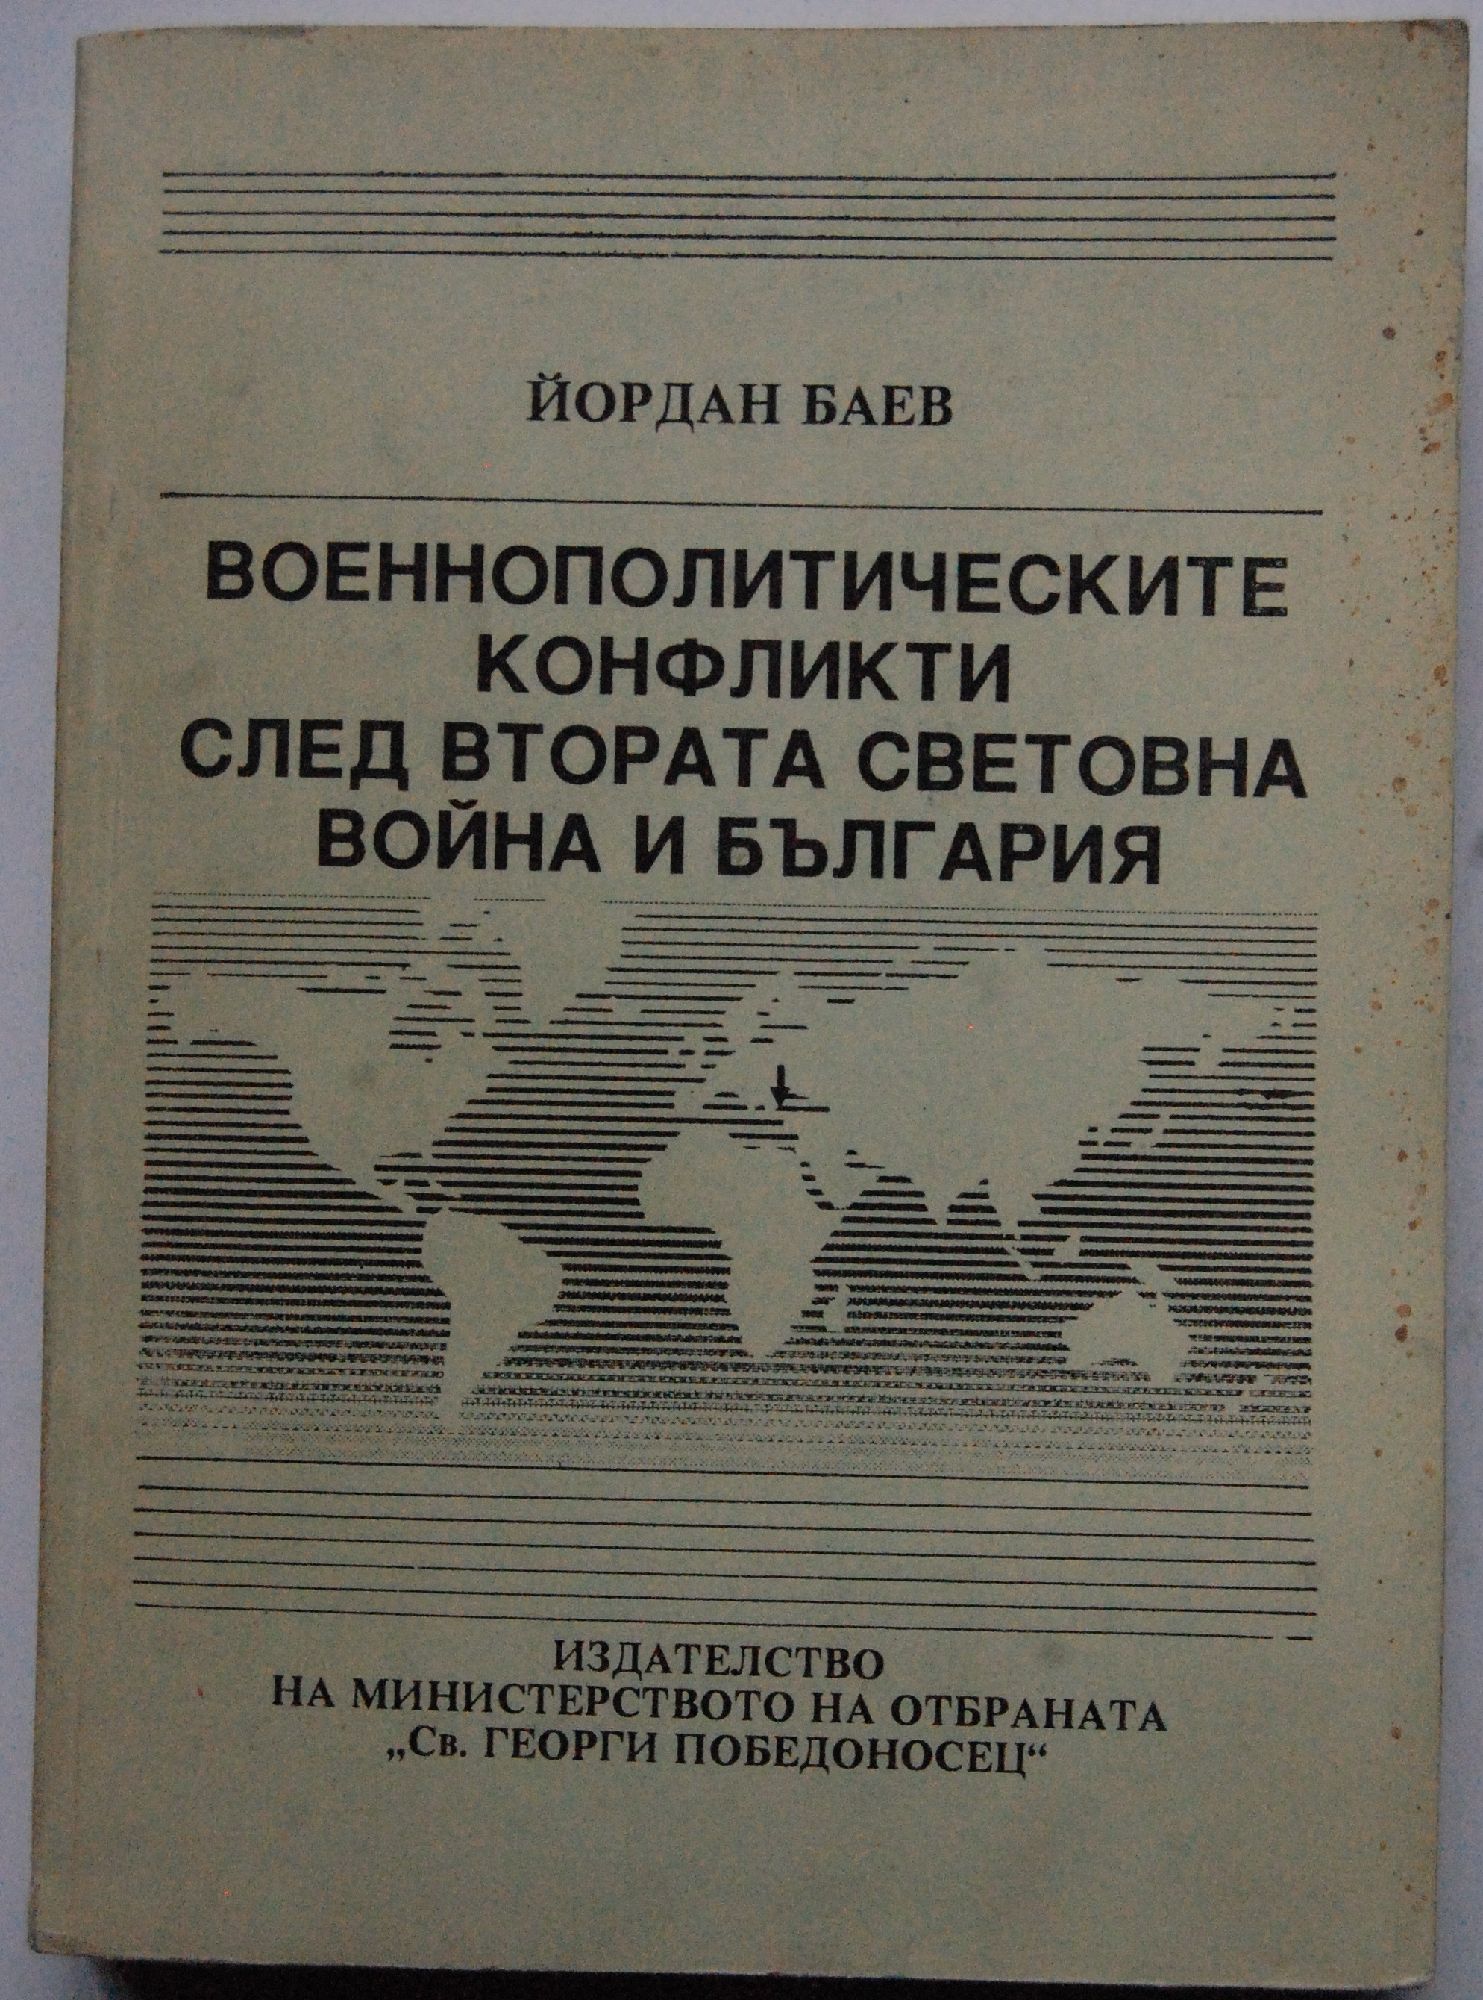 ЙОРДАН БАЕВ
ВОЕННОПОЛИТИЧЕСКИТЕ
КОНФЛИКТИ
СЛЕД ВТОРАТА СВЕТОВНА
ВОЙНА И БЪЛГАРИЯ
ИЗДАТЕЛСТВО
НА МИНИСТЕРСТВОТО НА ОТБРАНАТА
„Св. ГЕОРГИ ПОБЕДОНОСЕЦ“